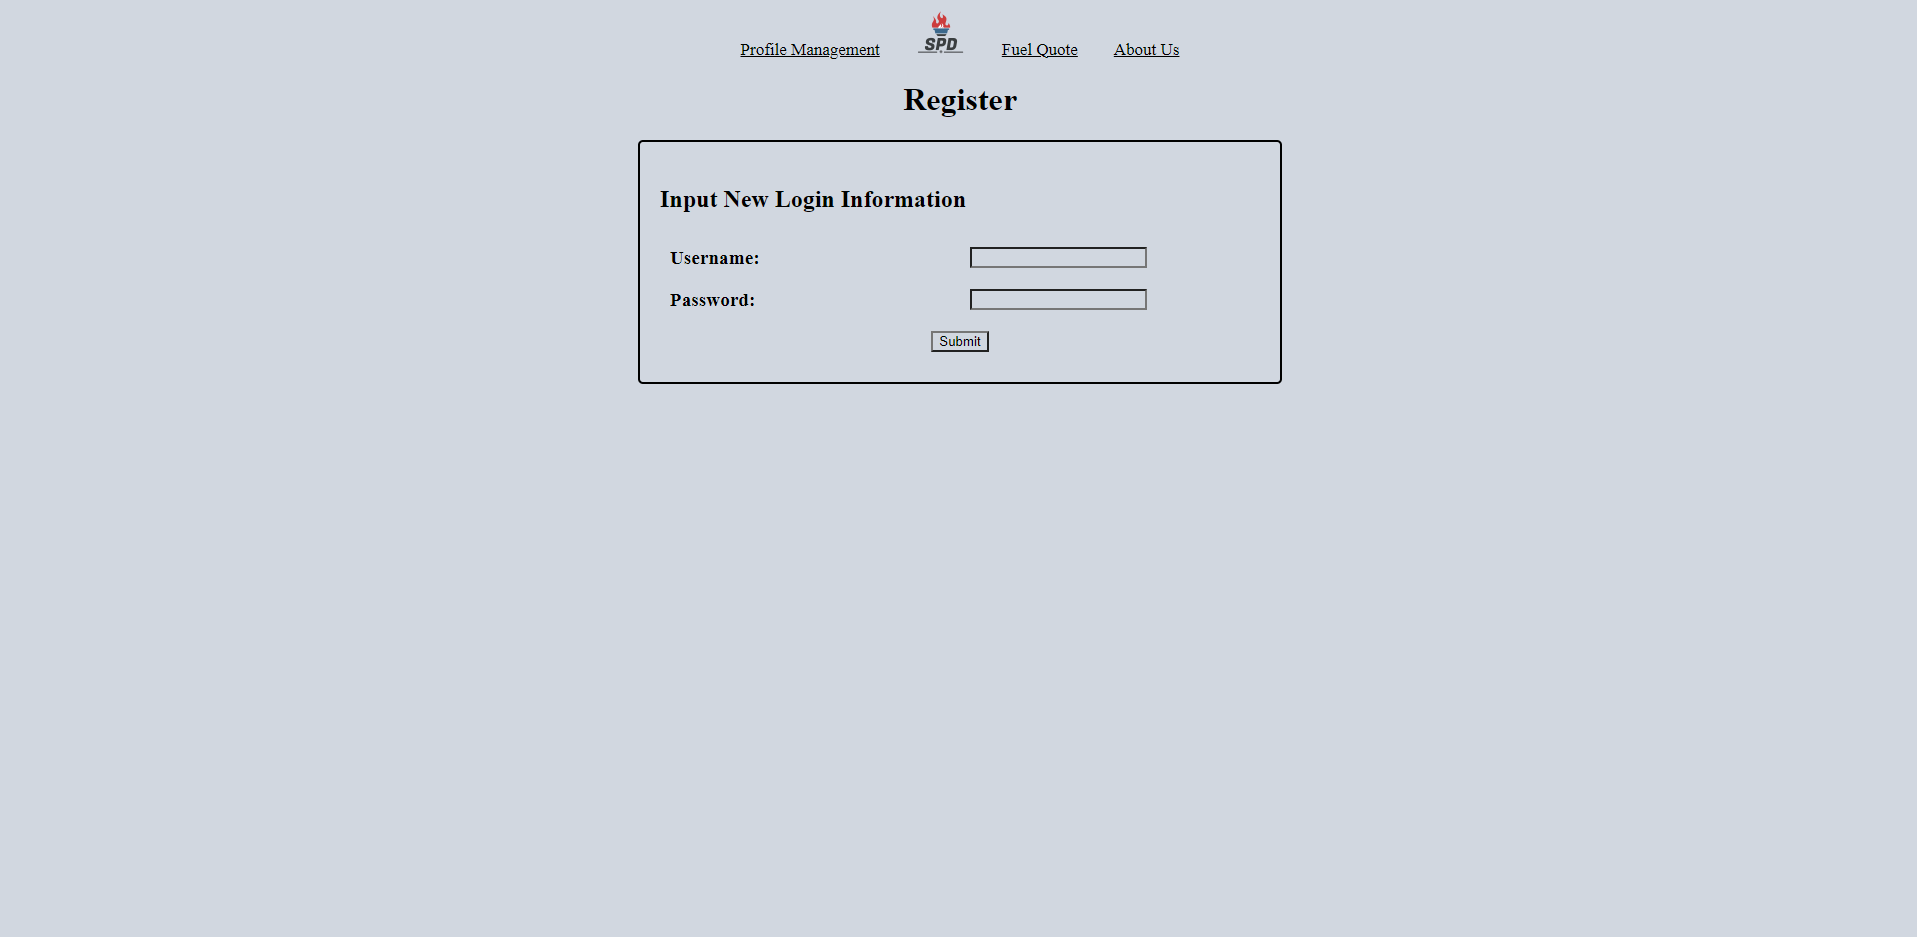 Profile Management SPD Fuel Quote About Us
Register
Input New Login Information
Username:
Password:
Submit